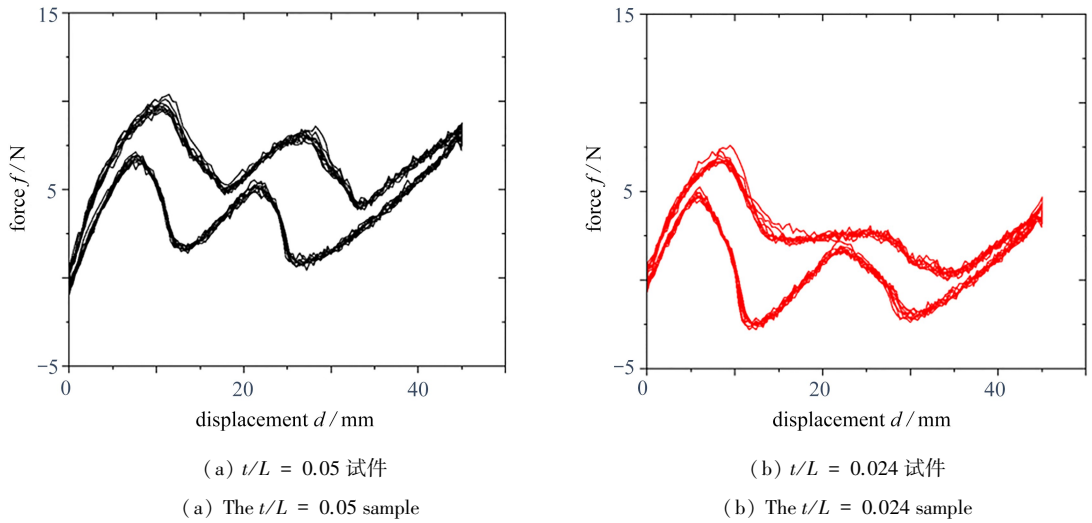 15
5
−5
force f / N
0
20
40
displacement d / mm
(a) t/L = 0.05 试件
(a) The t/L = 0.05 sample
15
5
−5
force f / N
0
20
40
displacement d / mm
(b) t/L = 0.024 试件
(b) The t/L = 0.024 sample